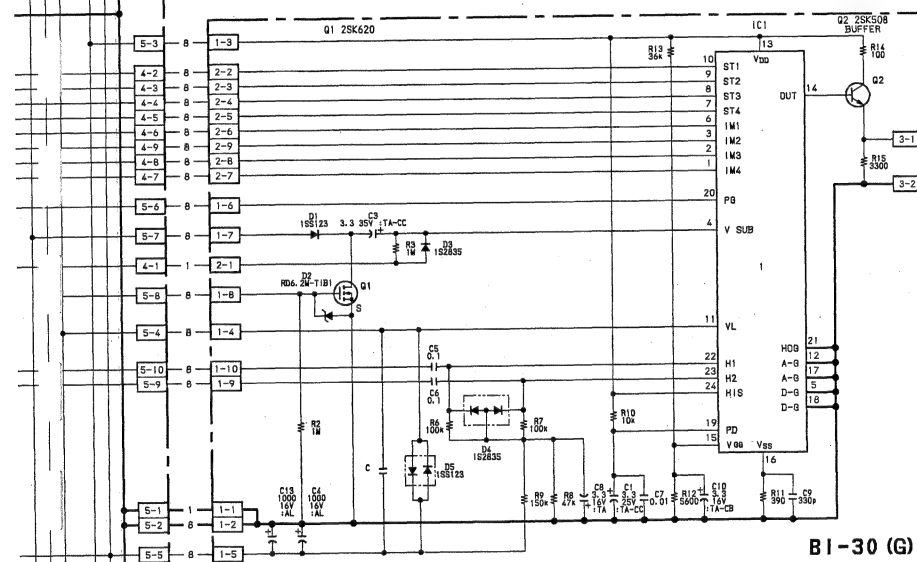 Q1 2SK620
IC1
Q2 2SK508
BUFFER
5-3 8 1-3
R13
36k
13
VDD
R14
100
4-2 8 2-2
10 ST1
4-3 8 2-3
9 ST2
4-4 8 2-4
8 ST3
OUT 14
Q2
4-5 8 2-5
7 ST4
4-6 8 2-6
6 IM1
4-9 8 2-9
3 IM2
3-1
4-8 8 2-8
2 IM3
4-7 8 2-7
1 IM4
R15
3300
3-2
5-6 8 1-6
20 PG
D1
1SS123
C3
3.3 35V :TA-CC
5-7 8 1-7
4 V SUB
R3
1M
D3
1S2835
4-1 1 2-1
1
D2
RD6.2M-T1B1
Q1
5-8 8 1-8
S
5-4 8 1-4
11 VL
HDG 21
C5
0.1
22 H1
A-G 12
5-10 8 1-10
23 H2
A-G 17
5-9 8 1-9
24 HIS
D-G 5
C6
0.1
D-G 18
R6
100k
R7
100k
R10
10k
R2
1M
19 PD
15 VGG
VSS
16
D4
1S2835
C
D5
1SS123
C13
1000
16V
:AL
C4
1000
16V
:AL
R9
150k
R8
47k
C8
3.3
16V
:TA
C1
3.3
25V
:TA-CC
C7
0.01
R12
5600
C10
3.3
16V
:TA-CB
R11
390
C9
330p
5-1 1 1-1
5-2 8 1-2
5-5 8 1-5
BI-30 (G)